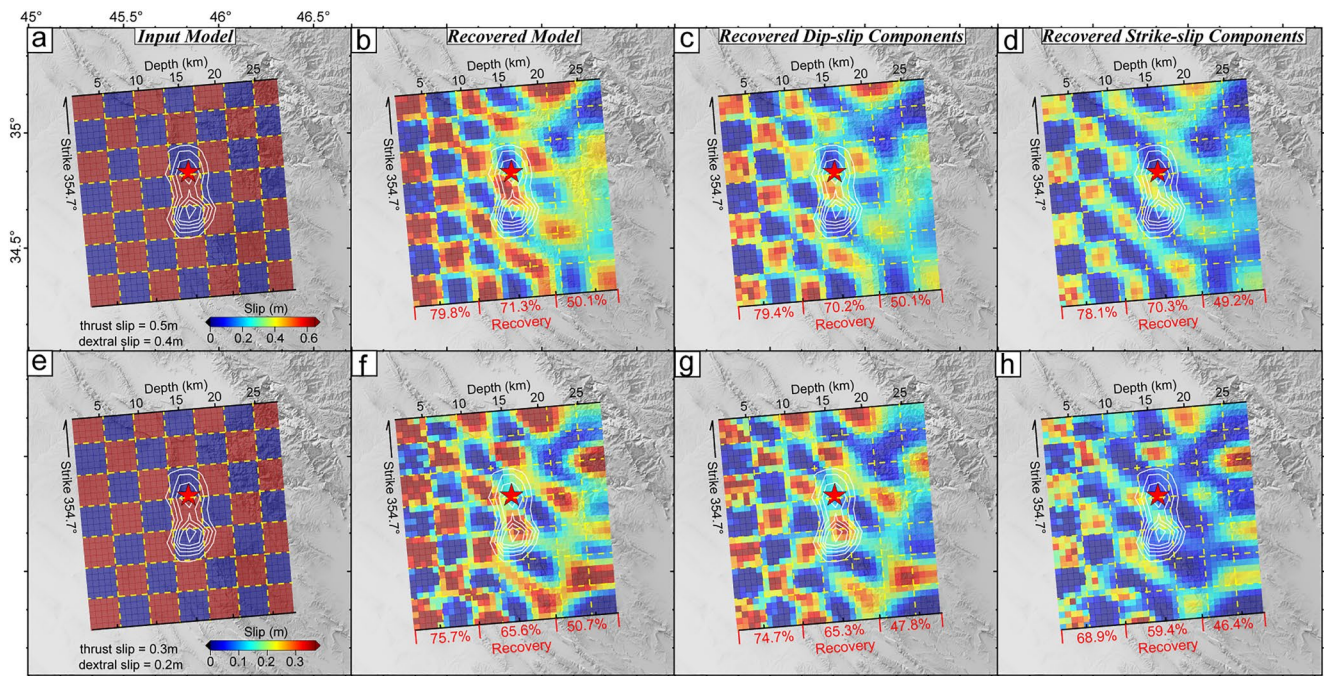 45° 45.5° 46° 46.5°
a Input Model
b Recovered Model
c Recovered Dip-slip Components
d Recovered Strike-slip Components
35°
34.5°
Depth (km)
5 10 15 20 25
Strike 354.7°
thrust slip = 0.5m
dextral slip = 0.4m
Slip (m)
0 0.2 0.4 0.6
Depth (km)
5 10 15 20 25
Strike 354.7°
79.8% 71.3% 50.1%
Recovery
Depth (km)
5 10 15 20 25
Strike 354.7°
79.4% 70.2% 50.1%
Recovery
Depth (km)
5 10 15 20 25
Strike 354.7°
78.1% 70.3% 49.2%
Recovery
e
Depth (km)
5 10 15 20 25
Strike 354.7°
thrust slip = 0.3m
dextral slip = 0.2m
Slip (m)
0 0.1 0.2 0.3
f
Depth (km)
5 10 15 20 25
Strike 354.7°
75.7% 65.6% 50.7%
Recovery
g
Depth (km)
5 10 15 20 25
Strike 354.7°
74.7% 65.3% 47.8%
Recovery
h
Depth (km)
5 10 15 20 25
Strike 354.7°
68.9% 59.4% 46.4%
Recovery